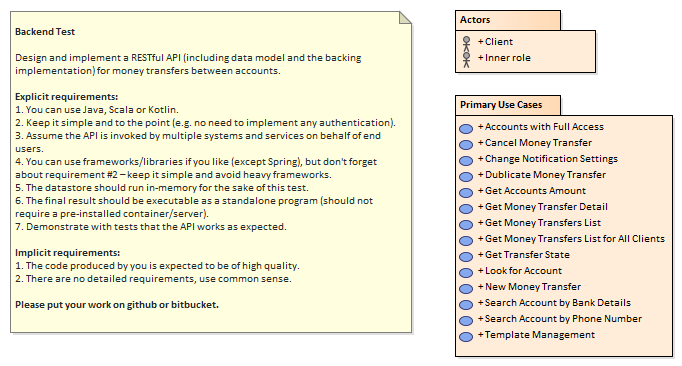 Backend Test
Design and implement a RESTful API (including data model and the backing
implementation) for money transfers between accounts.
Explicit requirements:
1. You can use Java, Scala or Kotlin.
2. Keep it simple and to the point (e.g. no need to implement any authentication).
3. Assume the API is invoked by multiple systems and services on behalf of end
users.
4. You can use frameworks/libraries if you like (except Spring), but don't forget
about requirement #2 – keep it simple and avoid heavy frameworks.
5. The datastore should run in-memory for the sake of this test.
6. The final result should be executable as a standalone program (should not
require a pre-installed container/server).
7. Demonstrate with tests that the API works as expected.
Implicit requirements:
1. The code produced by you is expected to be of high quality.
2. There are no detailed requirements, use common sense.
Please put your work on github or bitbucket.
Actors
+ Client
+ Inner role
Primary Use Cases
+ Accounts with Full Access
+ Cancel Money Transfer
+ Change Notification Settings
+ Dublicate Money Transfer
+ Get Accounts Amount
+ Get Money Transfer Detail
+ Get Money Transfers List
+ Get Money Transfers List for All Clients
+ Get Transfer State
+ Look for Account
+ New Money Transfer
+ Search Account by Bank Details
+ Search Account by Phone Number
+ Template Management